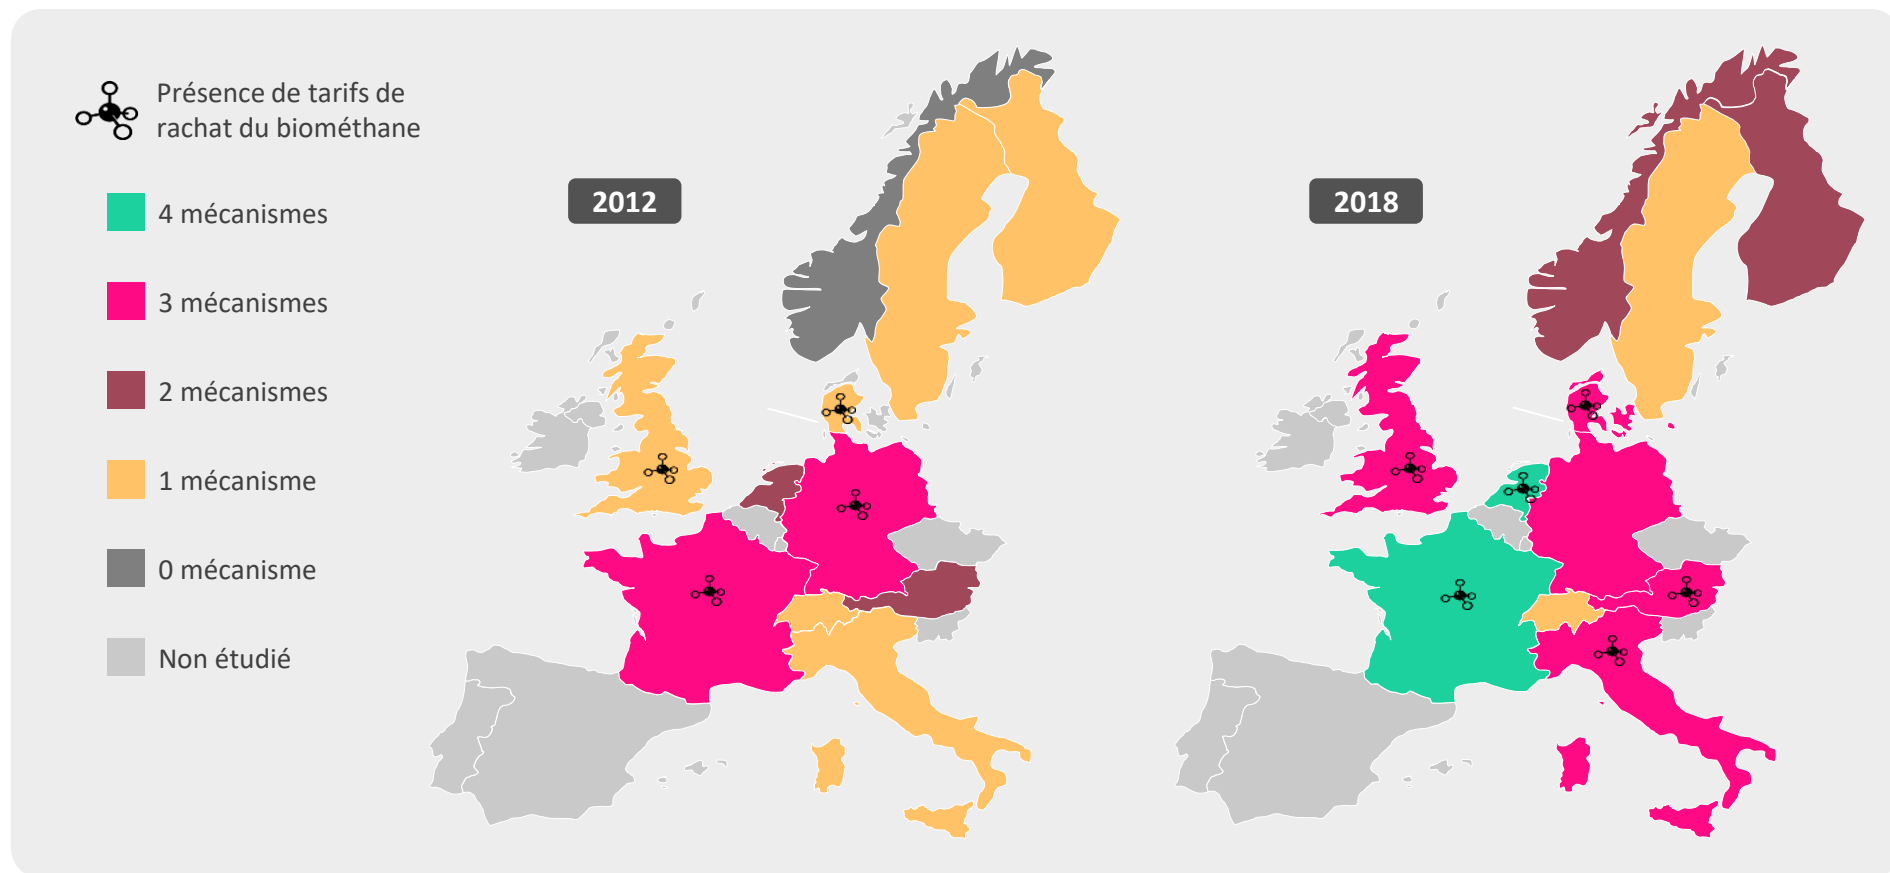 Présence de tarifs de
rachat du biométhane
4 mécanismes
3 mécanismes
2 mécanismes
1 mécanisme
0 mécanisme
Non étudié
2012
2018